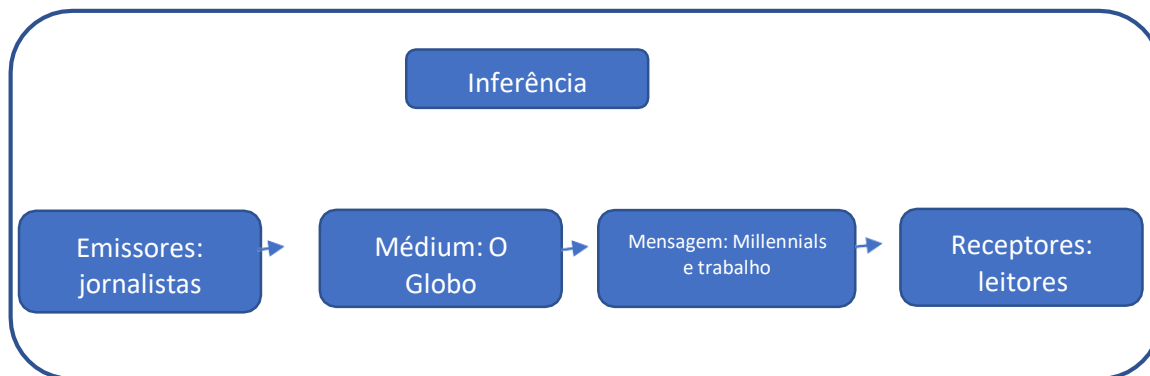 Inferência
Emissores:
jornalistas
Médium: O
Globo
Mensagem: Millennials
e trabalho
Receptores:
leitores